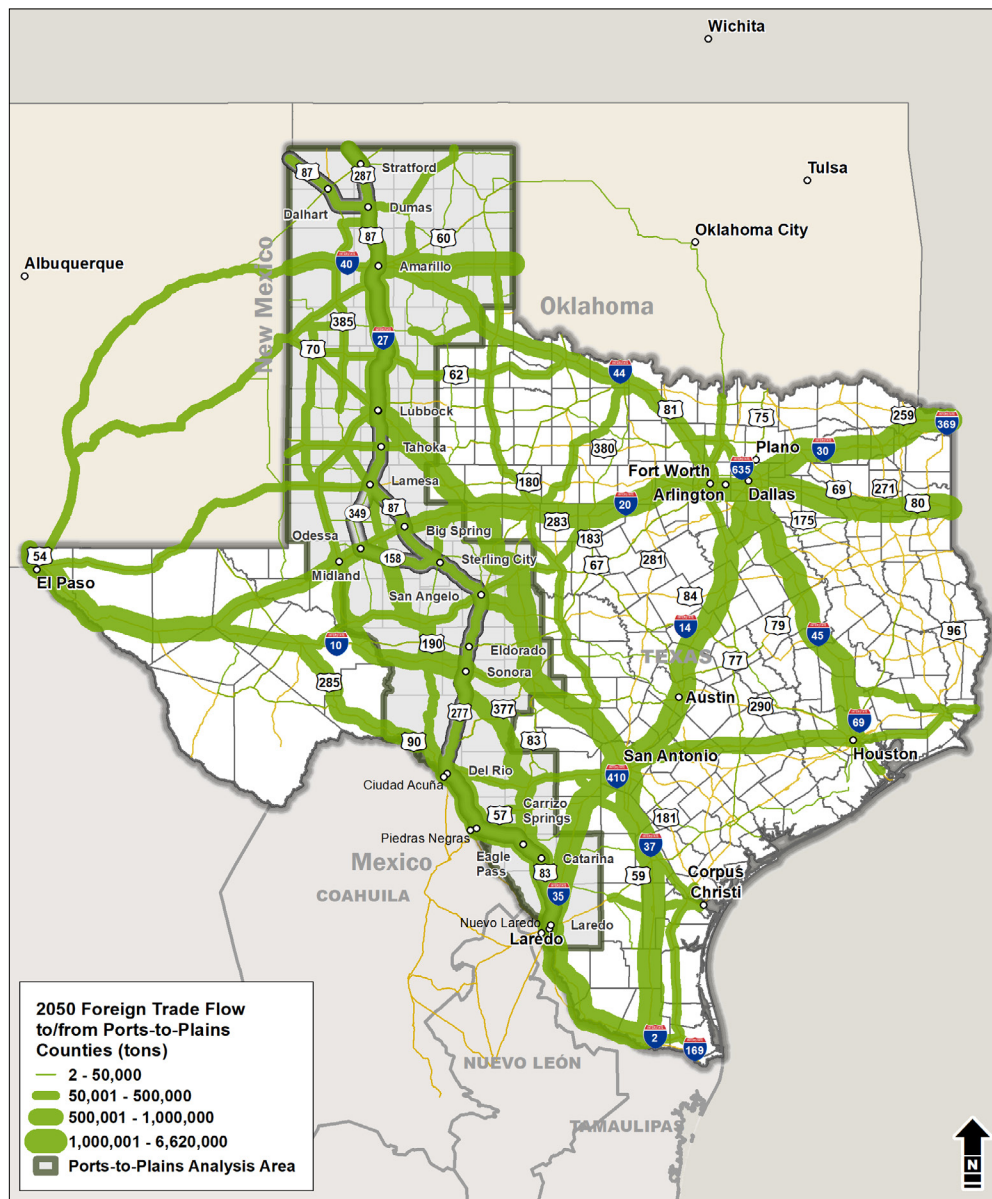 Wichita
Tulsa
Oklahoma City
Albuquerque
New Mexico
Oklahoma
87
287
Stratford
Dalhart
Dumas
87
60
40
Amarillo
385
27
70
62
44
Lubbock
81
75
259
369
Tahoka
380
Plano
30
Fort Worth
635
180
Lamesa
Arlington
Dallas
69
271
80
349
87
20
Big Spring
283
175
Odessa
54
El Paso
158
Sterling City
183
281
Midland
67
San Angelo
84
79
45
96
14
10
190
Eldorado
TEXAS
77
285
Sonora
Austin
290
277
377
69
90
83
San Antonio
Houston
Del Rio
Ciudad Acuña
410
57
Carrizo
Springs
181
Piedras Negras
37
Mexico
Eagle
Pass
Catarina
83
59
Corpus
Christi
COAHUILA
35
Nuevo Laredo
Laredo
Laredo
2
169
NUEVO LEÓN
TAMAULIPAS
2050 Foreign Trade Flow
to/from Ports-to-Plains
Counties (tons)
2 - 50,000
50,001 - 500,000
500,001 - 1,000,000
1,000,001 - 6,620,000
Ports-to-Plains Analysis Area
N